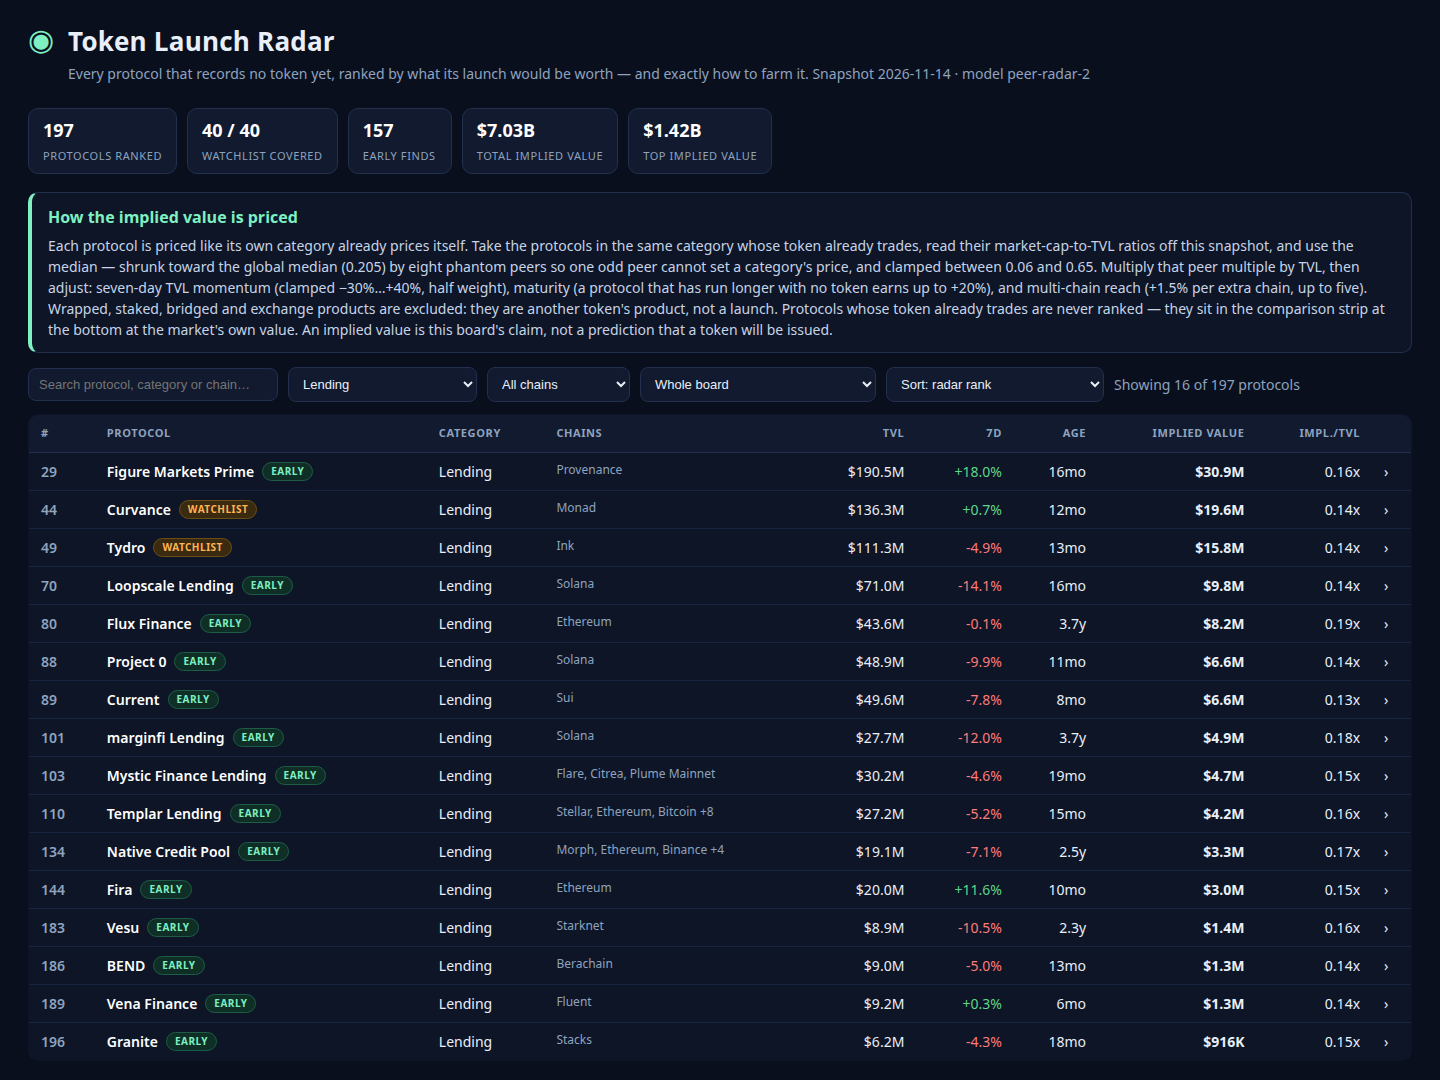 Token Launch Radar
Every protocol that records no token yet, ranked by what its launch would be worth — and exactly how to farm it. Snapshot 2026-11-14 · model peer-radar-2
197
PROTOCOLS RANKED
40 / 40
WATCHLIST COVERED
157
EARLY FINDS
$7.03B
TOTAL IMPLIED VALUE
$1.42B
TOP IMPLIED VALUE
How the implied value is priced
Each protocol is priced like its own category already prices itself. Take the protocols in the same category whose token already trades, read their market-cap-to-TVL ratios off this snapshot, and use the
median — shrunk toward the global median (0.205) by eight phantom peers so one odd peer cannot set a category's price, and clamped between 0.06 and 0.65. Multiply that peer multiple by TVL, then
adjust: seven-day TVL momentum (clamped −30%…+40%, half weight), maturity (a protocol that has run longer with no token earns up to +20%), and multi-chain reach (+1.5% per extra chain, up to five).
Wrapped, staked, bridged and exchange products are excluded: they are another token's product, not a launch. Protocols whose token already trades are never ranked — they sit in the comparison strip at
the bottom at the market's own value. An implied value is this board's claim, not a prediction that a token will be issued.
Search protocol, category or chain… Lending All chains Whole board Sort: radar rank Showing 16 of 197 protocols
# PROTOCOL CATEGORY CHAINS TVL 7D AGE IMPLIED VALUE IMPL./TVL
29 Figure Markets Prime EARLY Lending Provenance $190.5M +18.0% 16mo $30.9M 0.16x ›
44 Curvance WATCHLIST Lending Monad $136.3M +0.7% 12mo $19.6M 0.14x ›
49 Tydro WATCHLIST Lending Ink $111.3M -4.9% 13mo $15.8M 0.14x ›
70 Loopscale Lending EARLY Lending Solana $71.0M -14.1% 16mo $9.8M 0.14x ›
80 Flux Finance EARLY Lending Ethereum $43.6M -0.1% 3.7y $8.2M 0.19x ›
88 Project 0 EARLY Lending Solana $48.9M -9.9% 11mo $6.6M 0.14x ›
89 Current EARLY Lending Sui $49.6M -7.8% 8mo $6.6M 0.13x ›
101 marginfi Lending EARLY Lending Solana $27.7M -12.0% 3.7y $4.9M 0.18x ›
103 Mystic Finance Lending EARLY Lending Flare, Citrea, Plume Mainnet $30.2M -4.6% 19mo $4.7M 0.15x ›
110 Templar Lending EARLY Lending Stellar, Ethereum, Bitcoin +8 $27.2M -5.2% 15mo $4.2M 0.16x ›
134 Native Credit Pool EARLY Lending Morph, Ethereum, Binance +4 $19.1M -7.1% 2.5y $3.3M 0.17x ›
144 Fira EARLY Lending Ethereum $20.0M +11.6% 10mo $3.0M 0.15x ›
183 Vesu EARLY Lending Starknet $8.9M -10.5% 2.3y $1.4M 0.16x ›
186 BEND EARLY Lending Berachain $9.0M -5.0% 13mo $1.3M 0.14x ›
189 Vena Finance EARLY Lending Fluent $9.2M +0.3% 6mo $1.3M 0.14x ›
196 Granite EARLY Lending Stacks $6.2M -4.3% 18mo $916K 0.15x ›